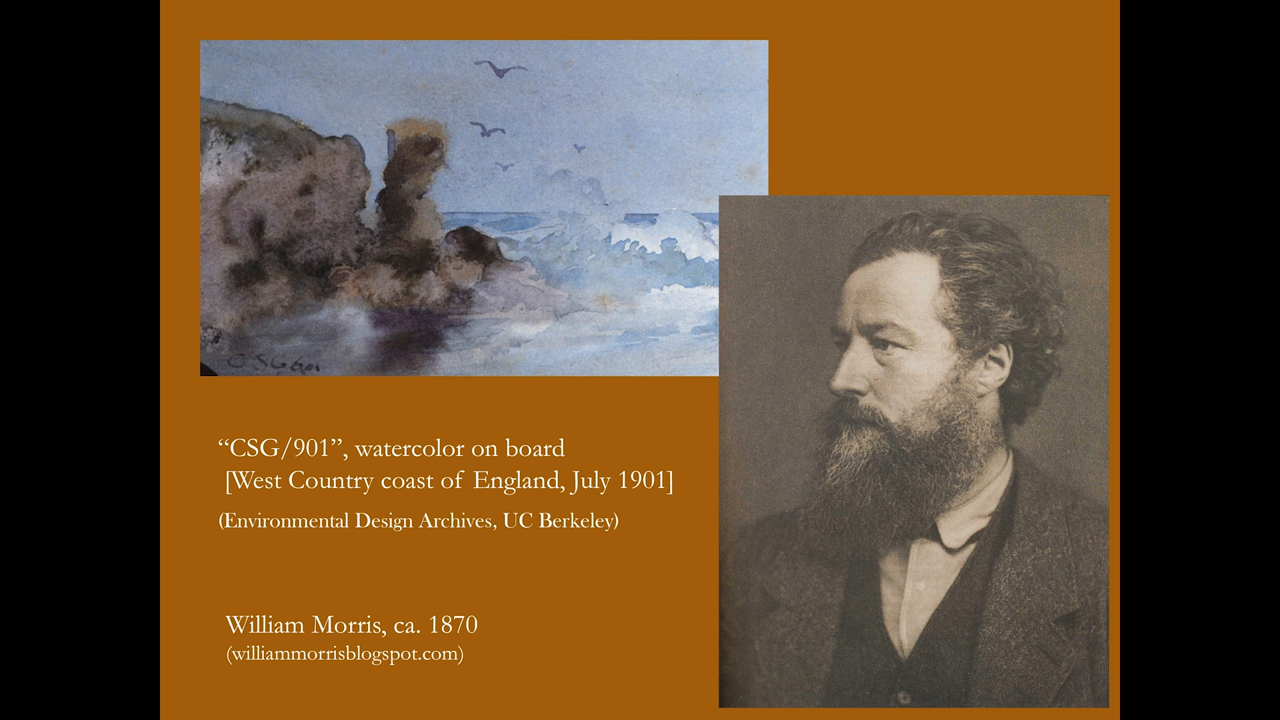 “CSG/901”, watercolor on board
[West Country coast of England, July 1901]
(Environmental Design Archives, UC Berkeley)
William Morris, ca. 1870
(williammorrisblogspot.com)